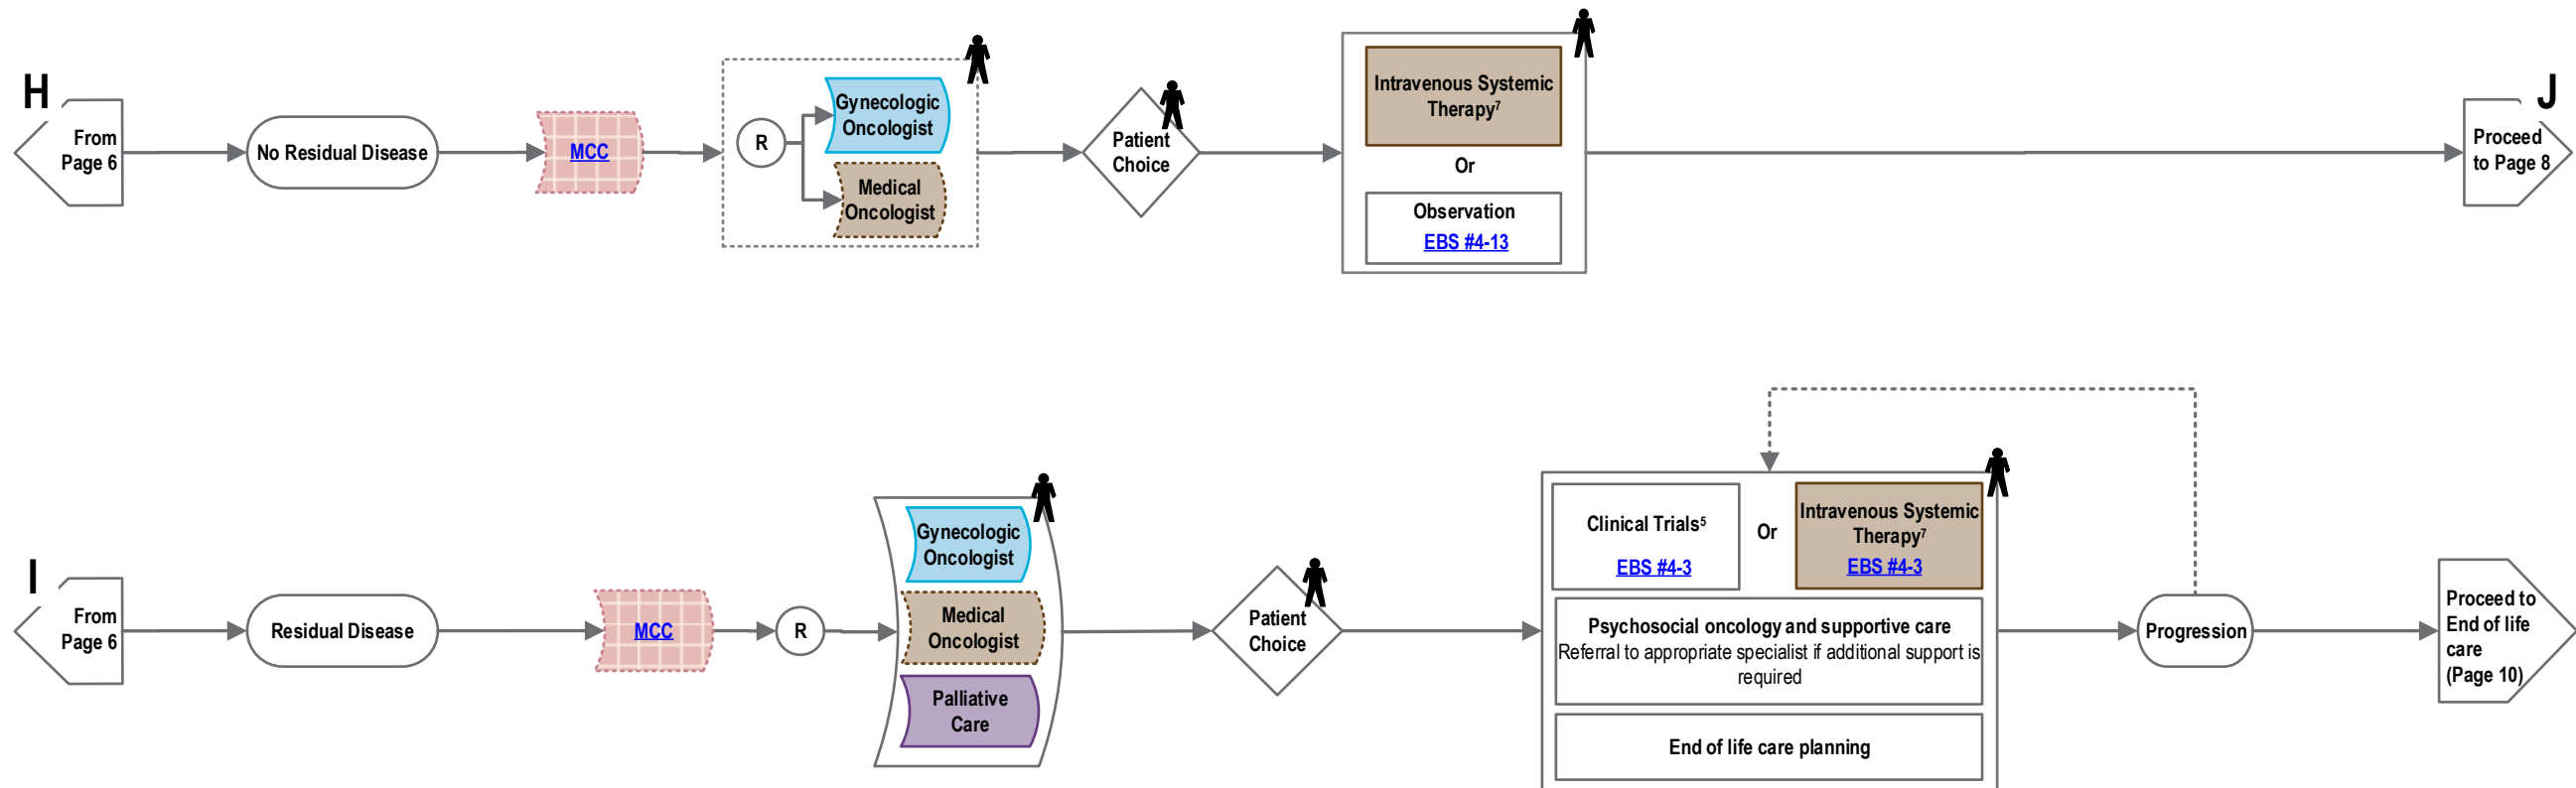 H
From
Page 6
No Residual Disease
MCC
R
Gynecologic
Oncologist
Medical
Oncologist
Patient
Choice
Intravenous Systemic
Therapy⁷
Or
Observation
EBS #4-13
J
Proceed
to Page 8
I
From
Page 6
Residual Disease
MCC
R
Gynecologic
Oncologist
Medical
Oncologist
Palliative
Care
Patient
Choice
Clinical Trials⁵
EBS #4-3
Or
Intravenous Systemic
Therapy⁷
EBS #4-3
Psychosocial oncology and supportive care
Referral to appropriate specialist if additional support is
required
End of life care planning
Progression
Proceed to
End of life
care
(Page 10)